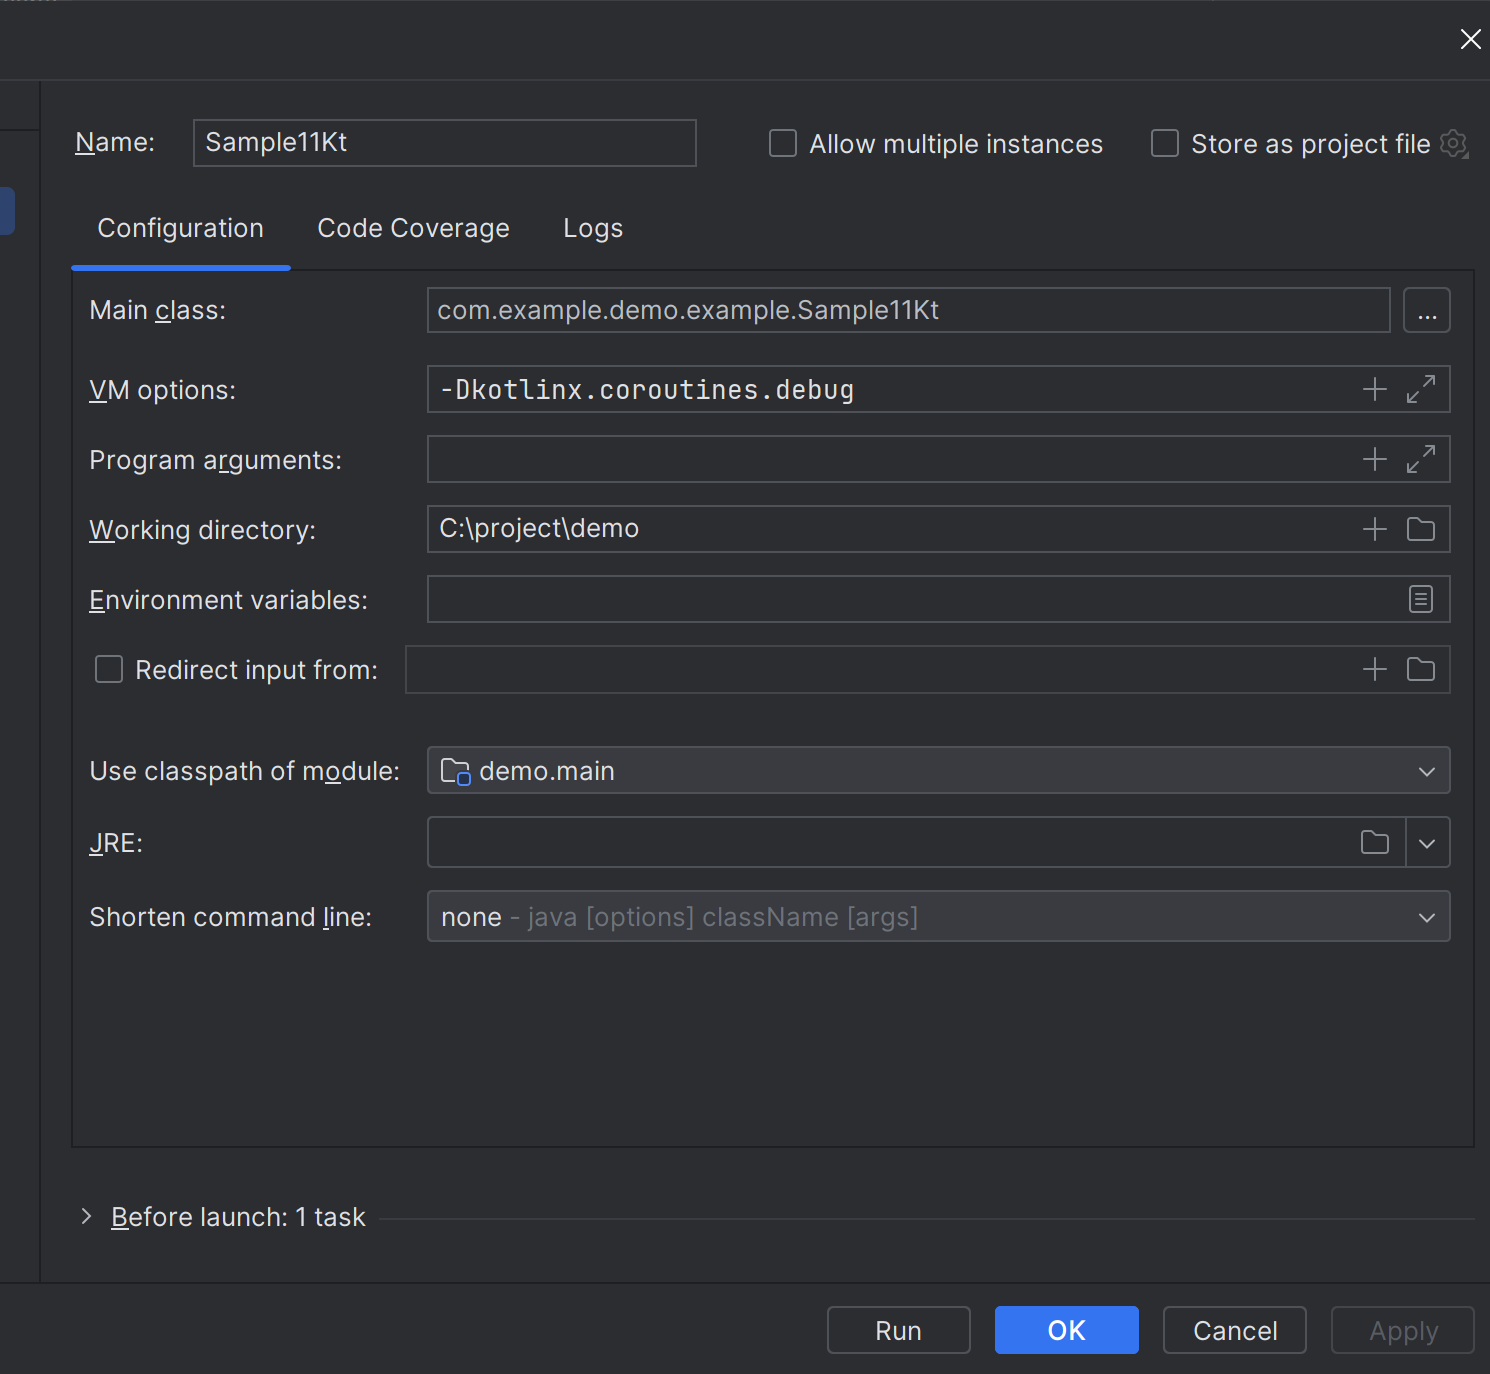 Name: Sample11Kt Allow multiple instances Store as project file
Configuration Code Coverage Logs
Main class: com.example.demo.example.Sample11Kt ...
VM options: -Dkotlinx.coroutines.debug
Program arguments:
Working directory: C:\project\demo
Environment variables:
Redirect input from:
Use classpath of module: demo.main
JRE:
Shorten command line: none - java [options] className [args]
Before launch: 1 task
Run OK Cancel Apply